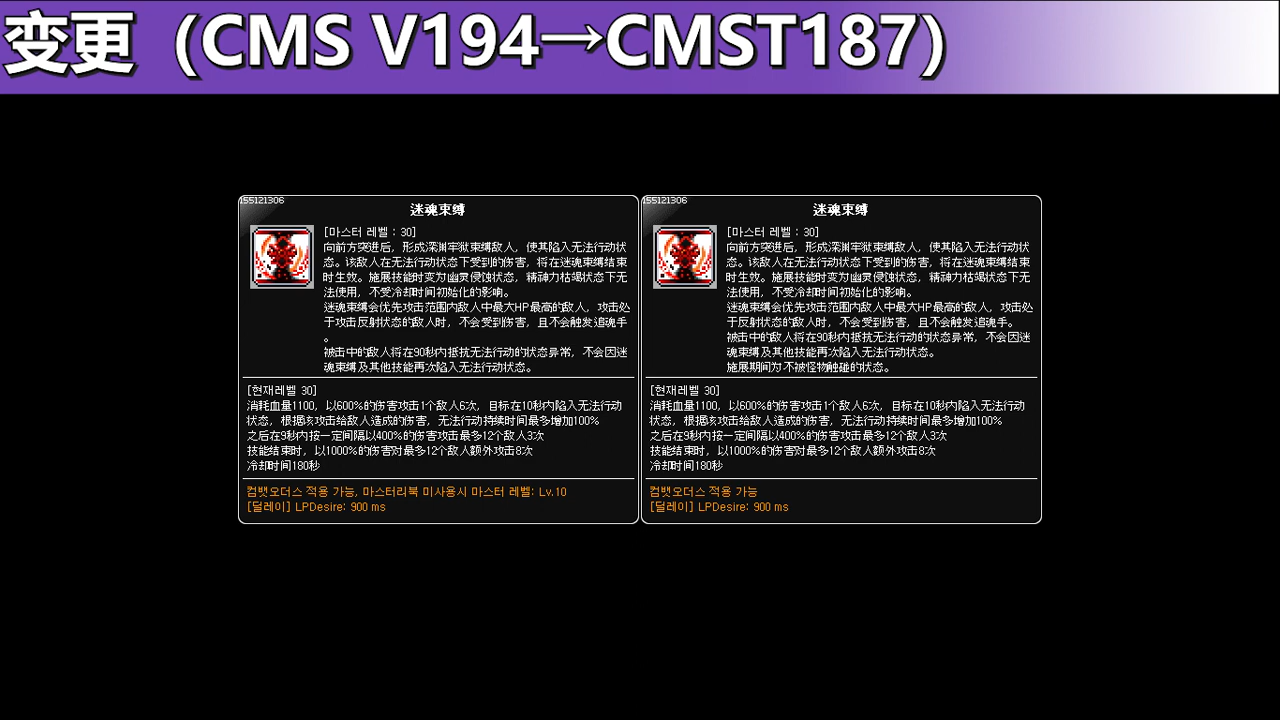 变更（CMS V194→CMST187）
155121306
迷魂束缚
[마스터 레벨 : 30]
向前方突进后，形成深渊牢狱束缚敌人，使其陷入无法行动状
态。该敌人在无法行动状态下受到的伤害，将在迷魂束缚结束
时生效。施展技能时变为幽灵侵蚀状态，精神力枯竭状态下无
法使用，不受冷却时间初始化的影响。
迷魂束缚会优先攻击范围内敌人中最大HP最高的敌人，攻击处
于攻击反射状态的敌人时，不会受到伤害，且不会触发追魂手
。
被击中的敌人将在90秒内抵抗无法行动的状态异常，不会因迷
魂束缚及其他技能再次陷入无法行动状态。
[현재레벨 30]
消耗血量1100，以600%的伤害攻击1个敌人6次，目标在10秒内陷入无法行动
状态，根据该攻击给敌人造成的伤害，无法行动持续时间最多增加100%
之后在9秒内按一定间隔以400%的伤害攻击最多12个敌人3次
技能结束时，以1000%的伤害对最多12个敌人额外攻击8次
冷却时间180秒
컴뱃오더스 적용 가능, 마스터리북 미사용시 마스터 레벨: Lv.10
[딜레이] LPDesire: 900 ms
155121306
迷魂束缚
[마스터 레벨 : 30]
向前方突进后，形成深渊牢狱束缚敌人，使其陷入无法行动状
态。该敌人在无法行动状态下受到的伤害，将在迷魂束缚结束
时生效。施展技能时变为幽灵侵蚀状态，精神力枯竭状态下无
法使用，不受冷却时间初始化的影响。
迷魂束缚会优先攻击范围内敌人中最大HP最高的敌人，攻击处
于反射状态的敌人时，不会受到伤害，且不会触发追魂手。
被击中的敌人将在90秒内抵抗无法行动的状态异常，不会因迷
魂束缚及其他技能再次陷入无法行动状态。
施展期间为不被怪物触碰的状态。
[현재레벨 30]
消耗血量1100，以600%的伤害攻击1个敌人6次，目标在10秒内陷入无法行动
状态，根据该攻击给敌人造成的伤害，无法行动持续时间最多增加100%
之后在9秒内按一定间隔以400%的伤害攻击最多12个敌人3次
技能结束时，以1000%的伤害对最多12个敌人额外攻击8次
冷却时间180秒
컴뱃오더스 적용 가능
[딜레이] LPDesire: 900 ms